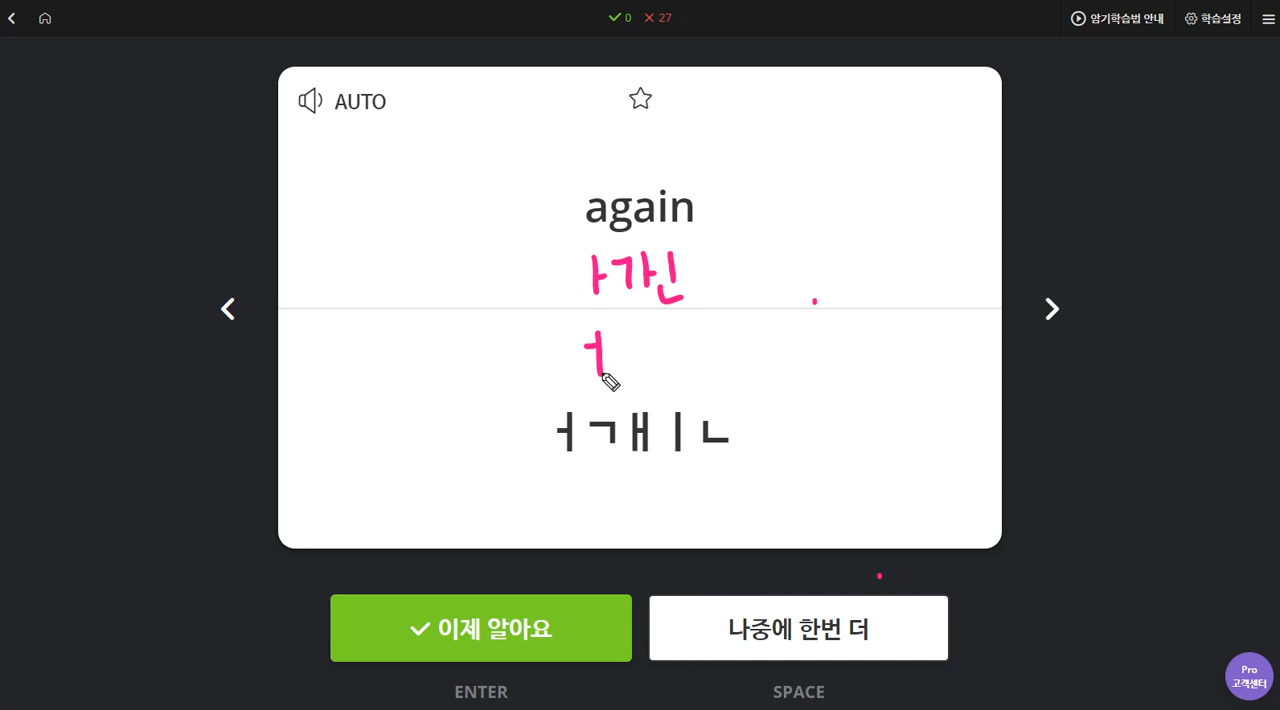 0 27 암기학습법 안내 학습설정
AUTO
again
ㅏ가인
ㅓ
ㅓㄱㅐㅣㄴ
이제 알아요 나중에 한번 더
ENTER SPACE
Pro
고객센터